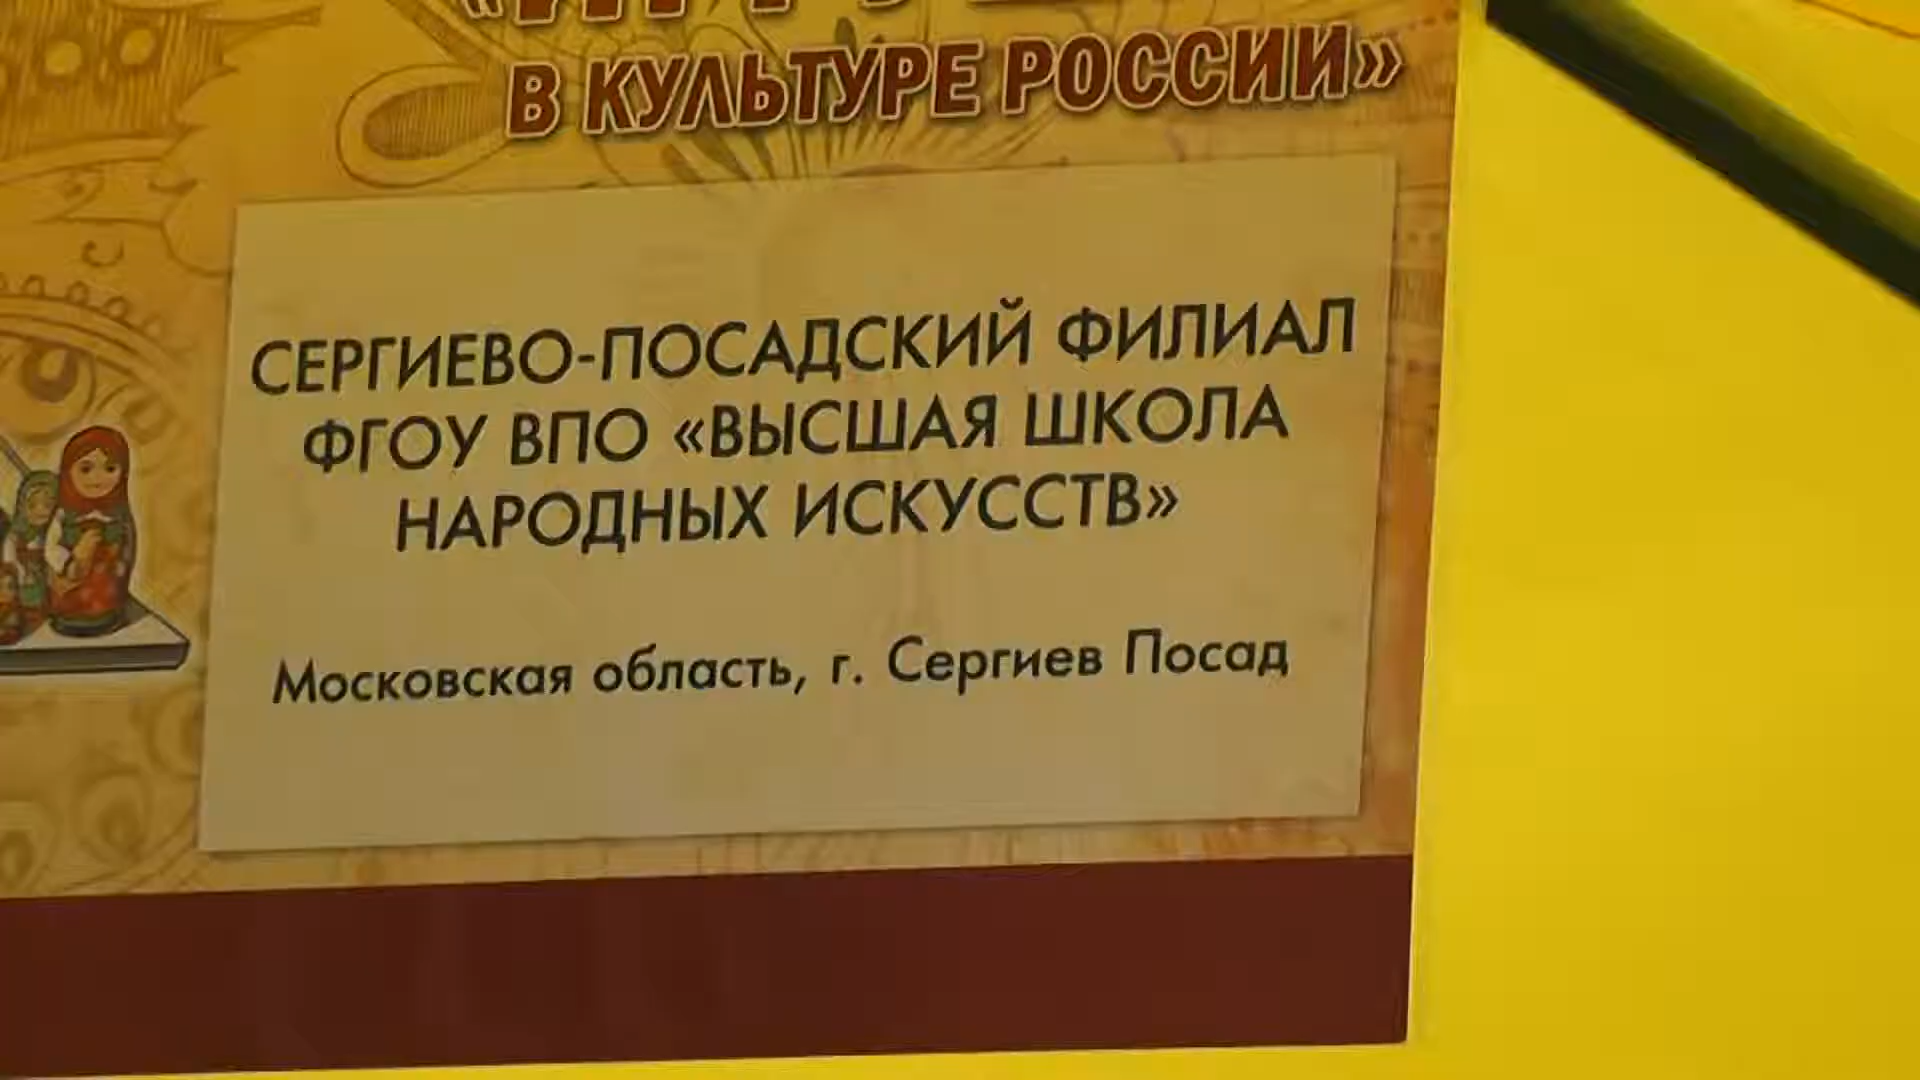 В КУЛЬТУРЕ РОССИИ»
СЕРГИЕВО-ПОСАДСКИЙ ФИЛИАЛ
ФГОУ ВПО «ВЫСШАЯ ШКОЛА
НАРОДНЫХ ИСКУССТВ»
Московская область, г. Сергиев Посад